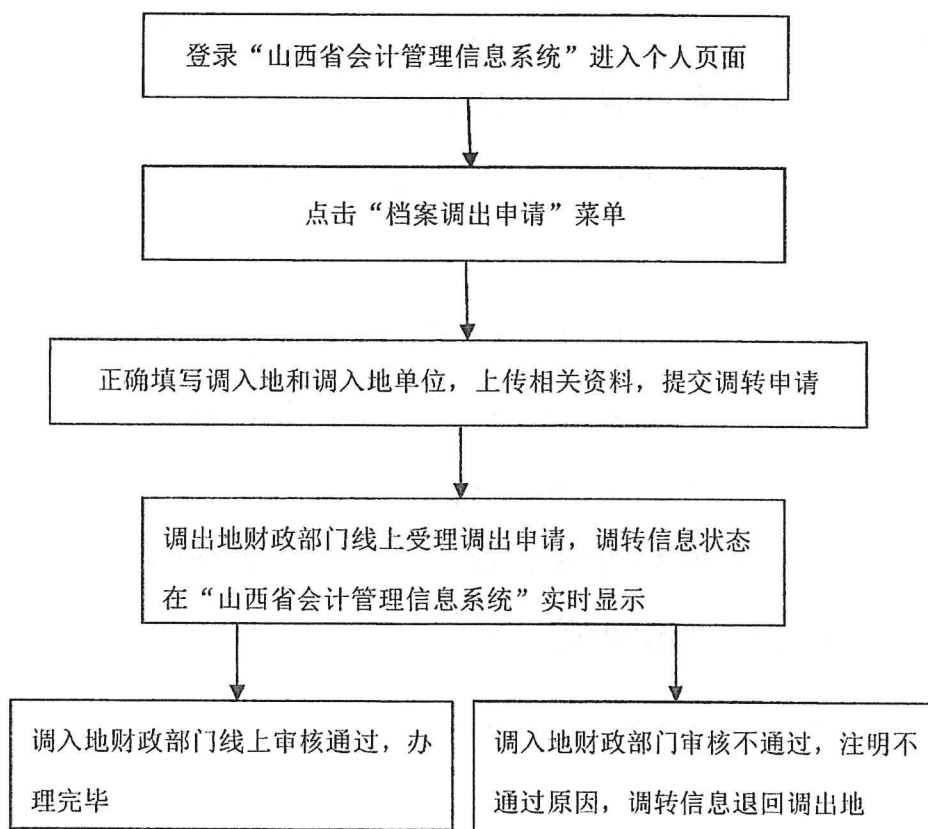 登录“山西省会计管理信息系统”进入个人页面
点击“档案调出申请”菜单
正确填写调入地和调入地单位，上传相关资料，提交调转申请
调出地财政部门线上受理调出申请，调转信息状态
在“山西省会计管理信息系统”实时显示
调入地财政部门线上审核通过，办
理完毕
调入地财政部门审核不通过，注明不
通过原因，调转信息退回调出地